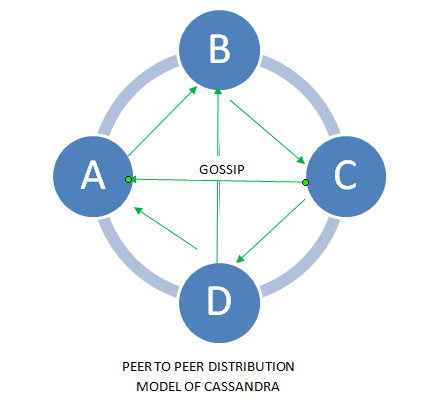 B
A
GOSSIP
C
D
PEER TO PEER DISTRIBUTION
MODEL OF CASSANDRA